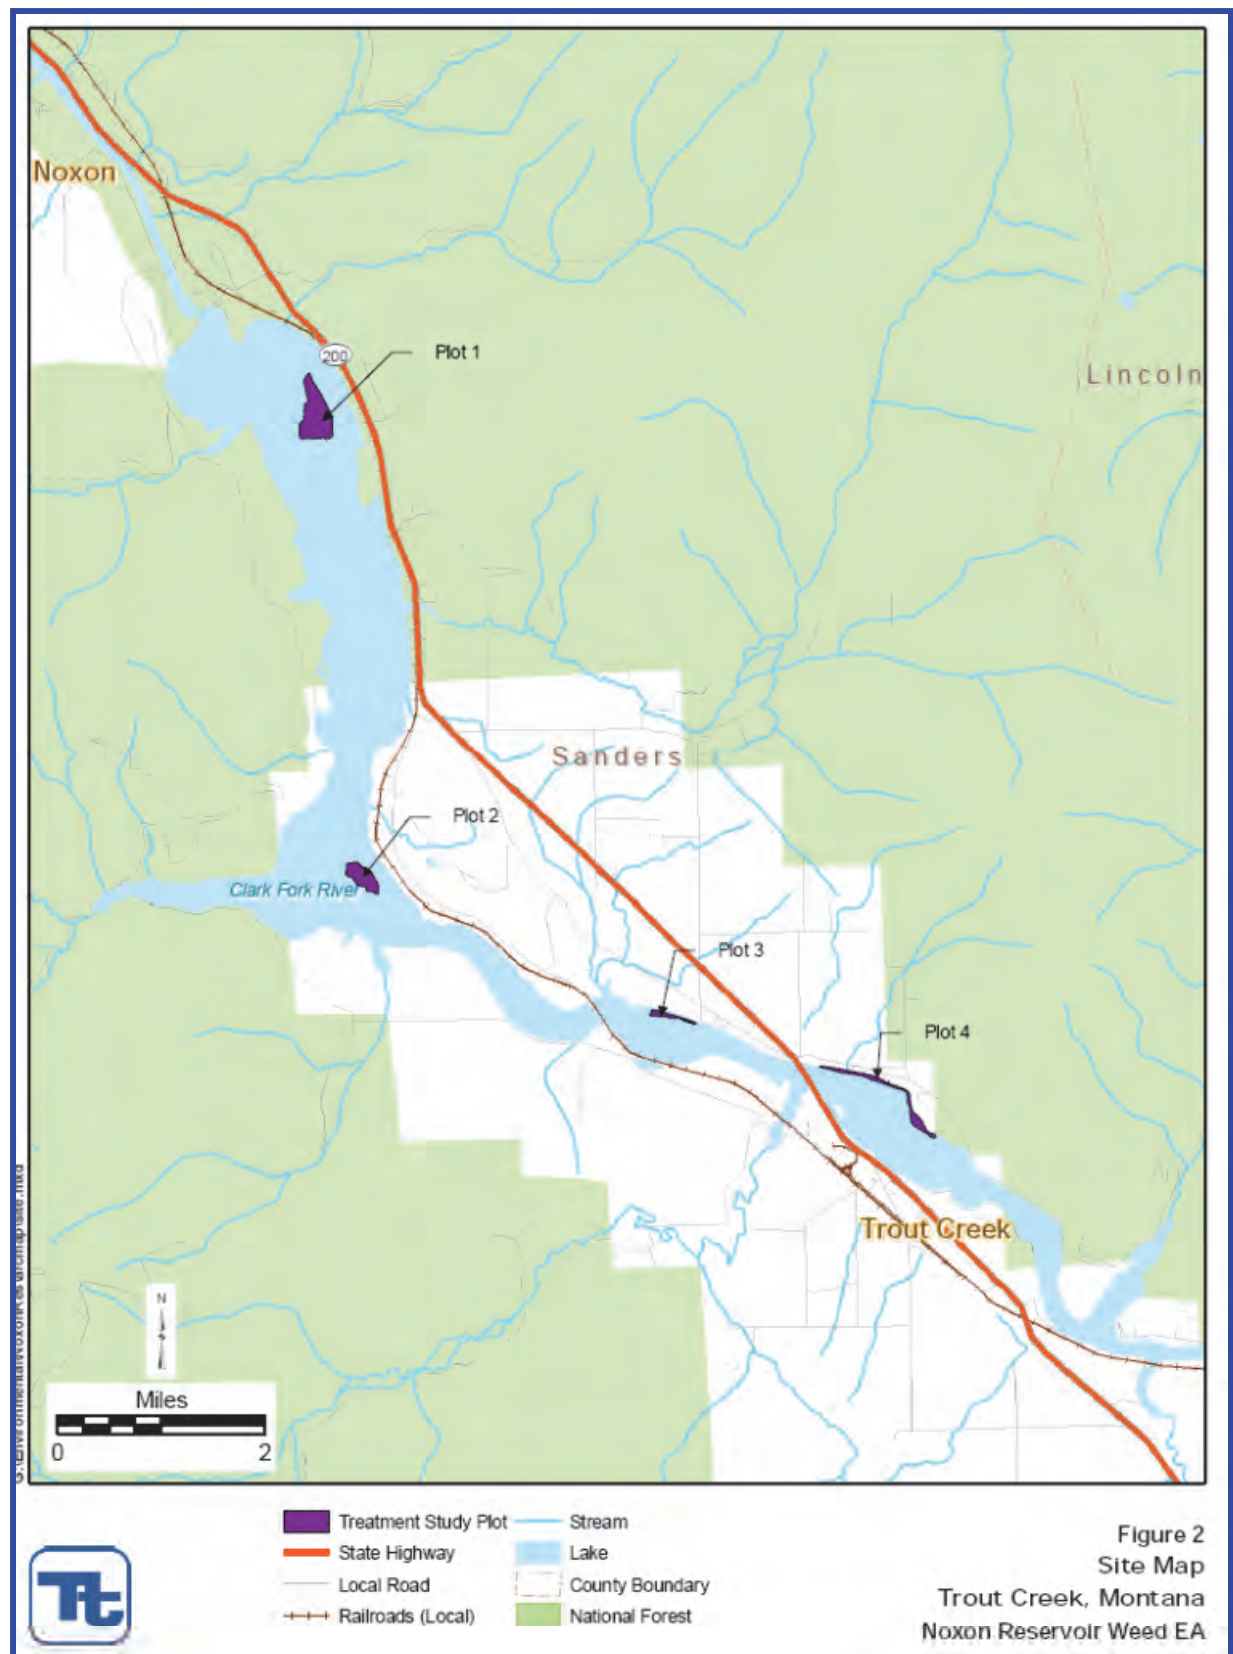 Noxon
200
Plot 1
Lincoln
Sanders
Plot 2
Clark Fork River
Plot 3
Plot 4
Trout Creek
N
Miles
0 2
Treatment Study Plot
State Highway
Local Road
Railroads (Local)
Stream
Lake
County Boundary
National Forest
Figure 2
Site Map
Trout Creek, Montana
Noxon Reservoir Weed EA